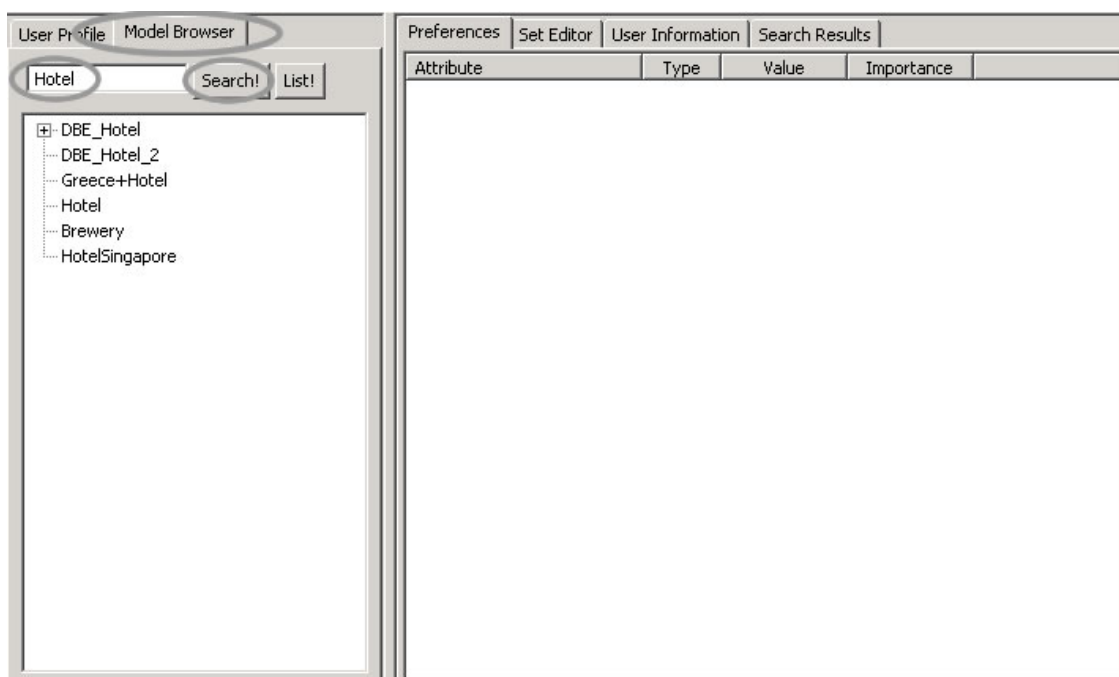 User Profile Model Browser
Hotel Search! List!
DBE_Hotel
DBE_Hotel_2
Greece+Hotel
Hotel
Brewery
HotelSingapore
Preferences Set Editor User Information Search Results
Attribute Type Value Importance